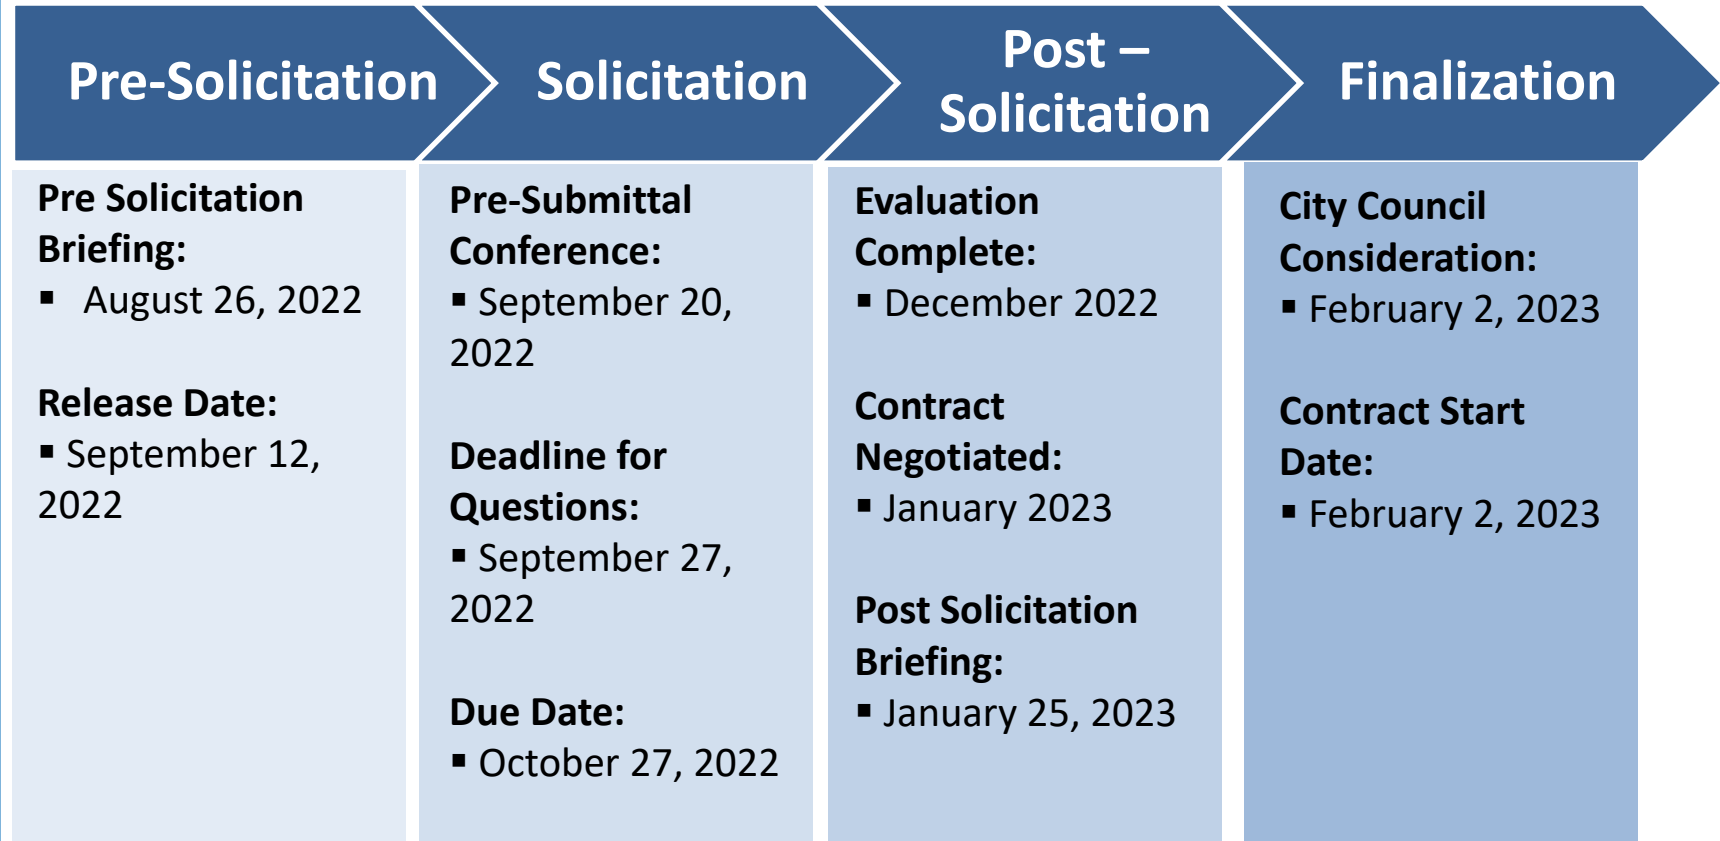 Pre-Solicitation
Solicitation
Post –
Solicitation
Finalization
Pre Solicitation
Briefing:
▪ August 26, 2022
Release Date:
▪ September 12,
2022
Pre-Submittal
Conference:
▪ September 20,
2022
Deadline for
Questions:
▪ September 27,
2022
Due Date:
▪ October 27, 2022
Evaluation
Complete:
▪ December 2022
Contract
Negotiated:
▪ January 2023
Post Solicitation
Briefing:
▪ January 25, 2023
City Council
Consideration:
▪ February 2, 2023
Contract Start
Date:
▪ February 2, 2023